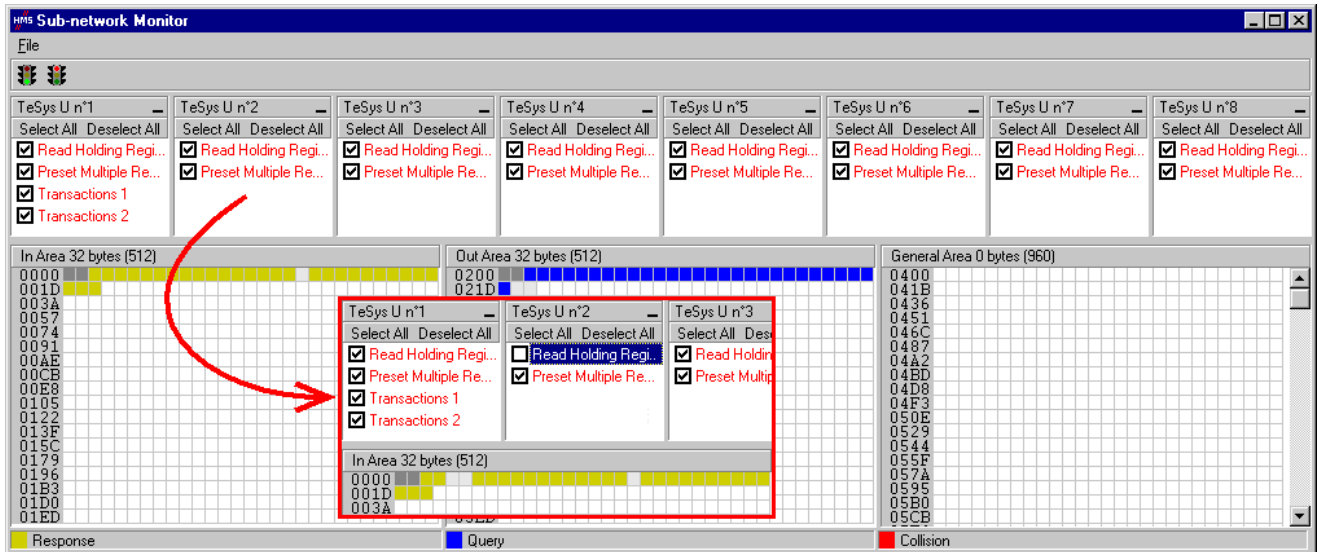 HMS Sub-network Monitor
File
TeSys U n°1 TeSys U n°2 TeSys U n°3 TeSys U n°4 TeSys U n°5 TeSys U n°6 TeSys U n°7 TeSys U n°8
Select All Deselect All Select All Deselect All Select All Deselect All Select All Deselect All Select All Deselect All Select All Deselect All Select All Deselect All Select All Deselect All
Read Holding Regi... Read Holding Regi... Read Holding Regi... Read Holding Regi... Read Holding Regi... Read Holding Regi... Read Holding Regi... Read Holding Regi...
Preset Multiple Re... Preset Multiple Re... Preset Multiple Re... Preset Multiple Re... Preset Multiple Re... Preset Multiple Re... Preset Multiple Re... Preset Multiple Re...
Transactions 1
Transactions 2
In Area 32 bytes (512)
0000
001D
003A
0057
0074
0091
00AE
00CB
00E8
0105
0122
013F
015C
0179
0196
01B3
01D0
01ED
Out Area 32 bytes (512)
0200
021D
TeSys U n°1 TeSys U n°2 TeSys U n°3
Select All Deselect All Select All Deselect All Select All Des
Read Holding Regi... Read Holding Regi.. Read Holdin
Preset Multiple Re... Preset Multiple Re... Preset Multip
Transactions 1
Transactions 2
In Area 32 bytes (512)
0000
001D
003A
General Area 0 bytes (960)
0400
041B
0436
0451
046C
0487
04A2
04BD
04D8
04F3
050E
0529
0544
055F
057A
0595
05B0
05CB
Response Query Collision